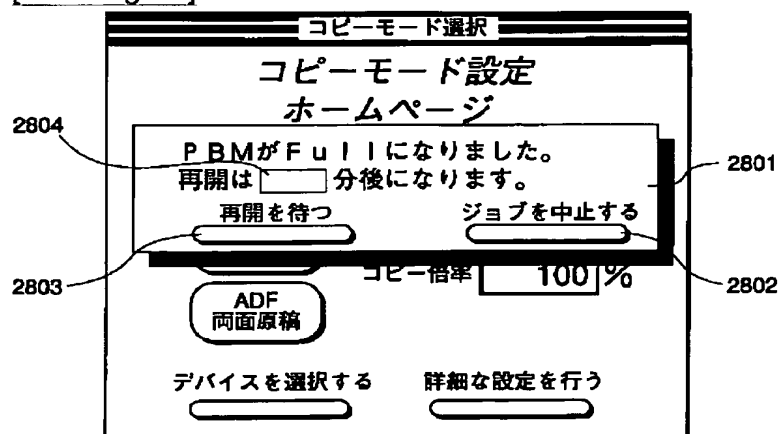 コピーモード選択
コピーモード設定
ホームページ
2804
PBMがFullになりました。
再開は 分後になります。
2801
再開を待つ ジョブを中止する
2803
コピー倍率 100 %
2802
ADF
両面原稿
デバイスを選択する 詳細な設定を行う